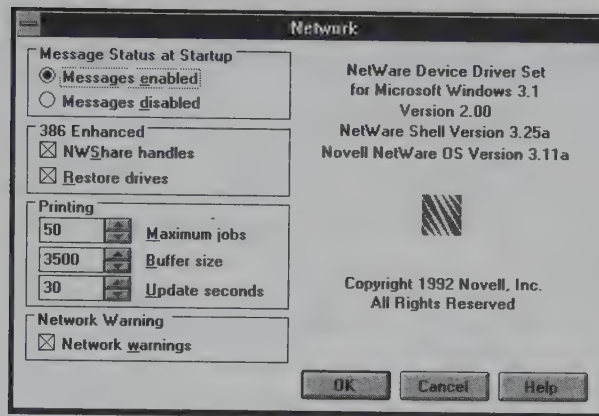 Network
Message Status at Startup
Messages enabled
Messages disabled
386 Enhanced
NWShare handles
Restore drives
Printing
50 Maximum jobs
3500 Buffer size
30 Update seconds
Network Warning
Network warnings
NetWare Device Driver Set
for Microsoft Windows 3.1
Version 2.00
NetWare Shell Version 3.25a
Novell NetWare OS Version 3.11a
Copyright 1992 Novell, Inc.
All Rights Reserved
OK
Cancel
Help